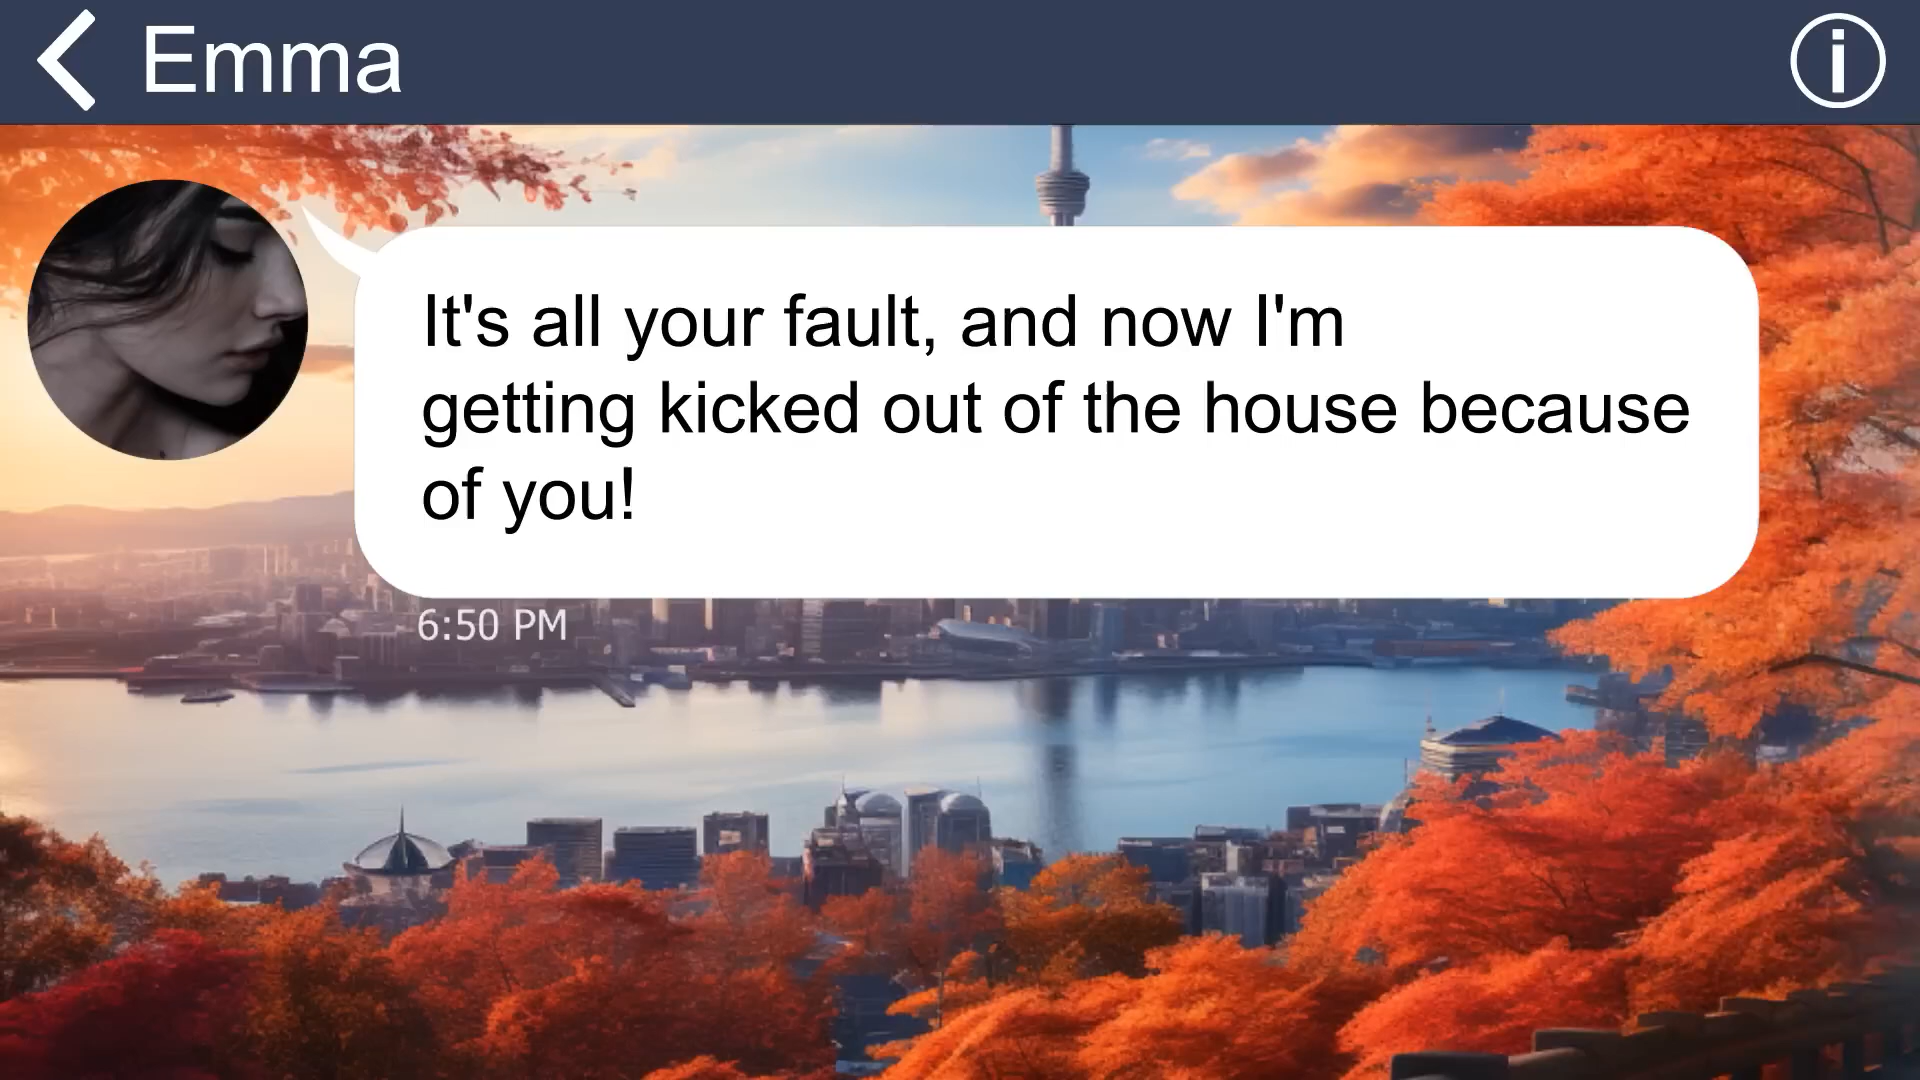 Emma
It's all your fault, and now I'm
getting kicked out of the house because
of you!
6:50 PM